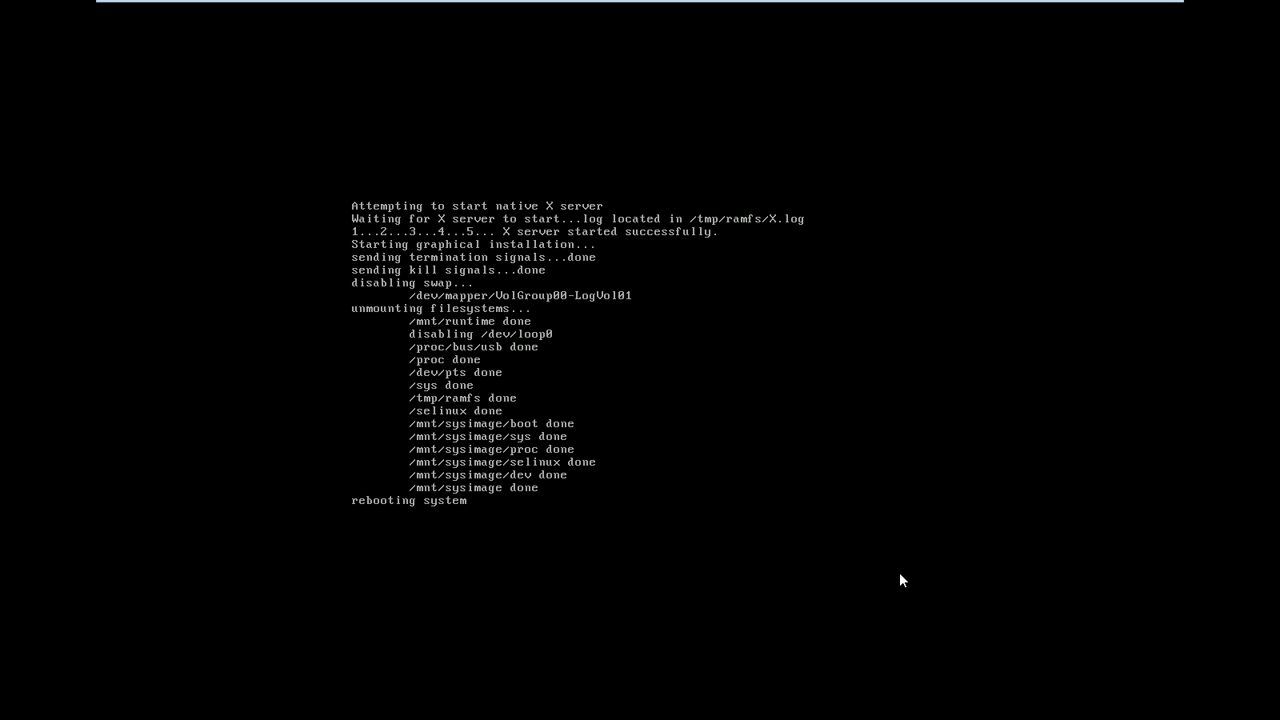 Attempting to start native X server
Waiting for X server to start...log located in /tmp/ramfs/X.log
1...2...3...4...5... X server started successfully.
Starting graphical installation...
sending termination signals...done
sending kill signals...done
disabling swap...
/dev/mapper/VolGroup00-LogVol01
unmounting filesystems...
/mnt/runtime done
disabling /dev/loop0
/proc/bus/usb done
/proc done
/dev/pts done
/sys done
/tmp/ramfs done
/selinux done
/mnt/sysimage/boot done
/mnt/sysimage/sys done
/mnt/sysimage/proc done
/mnt/sysimage/selinux done
/mnt/sysimage/dev done
/mnt/sysimage done
rebooting system